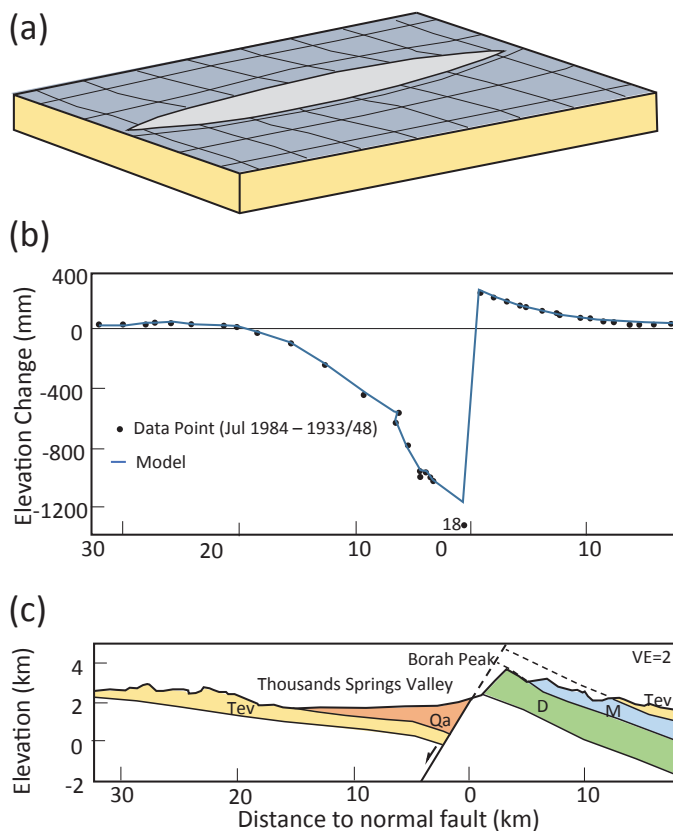 (a)
(b)
400
0
-400
-800
-1200
Elevation Change (mm)
Data Point (Jul 1984 – 1933/48)
Model
18
30 20 10 0 10
(c)
4
2
0
-2
Elevation (km)
Borah Peak
VE=2
Thousands Springs Valley
Tev
Qa
D
M
Tev
30 20 10 0 10
Distance to normal fault (km)